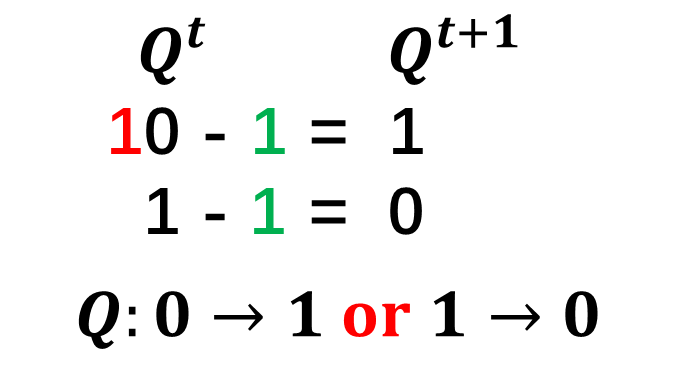 Qᵗ Qᵗ⁺¹
10 - 1 = 1
1 - 1 = 0
Q: 0 → 1 or 1 → 0